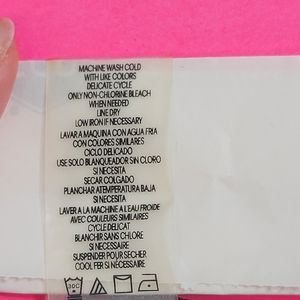 MACHINE WASH COLD
WITH LIKE COLORS
DELICATE CYCLE
ONLY NON-CHLORINE BLEACH
WHEN NEEDED
LINE DRY
LOW IRON IF NECESSARY
LAVAR A MAQUINA CON AGUA FRIA
CON COLORES SIMILARES
CICLO DELICADO
USE SOLO BLANQUEADOR SIN CLORO
SI NECESITA
SECAR COLGADO
PLANCHAR ATEMPERATURA BAJA
SI NECESITA
LAVER A LA MACHINE A L'EAU FROIDE
AVEC COULEURS SIMILAIRES
CYCLE DELICAT
BLANCHIR SANS CHLORE
SI NECESSAIRE
SUSPENDER POUR SECHER
COOL FER SI NECESSAIRE
30C